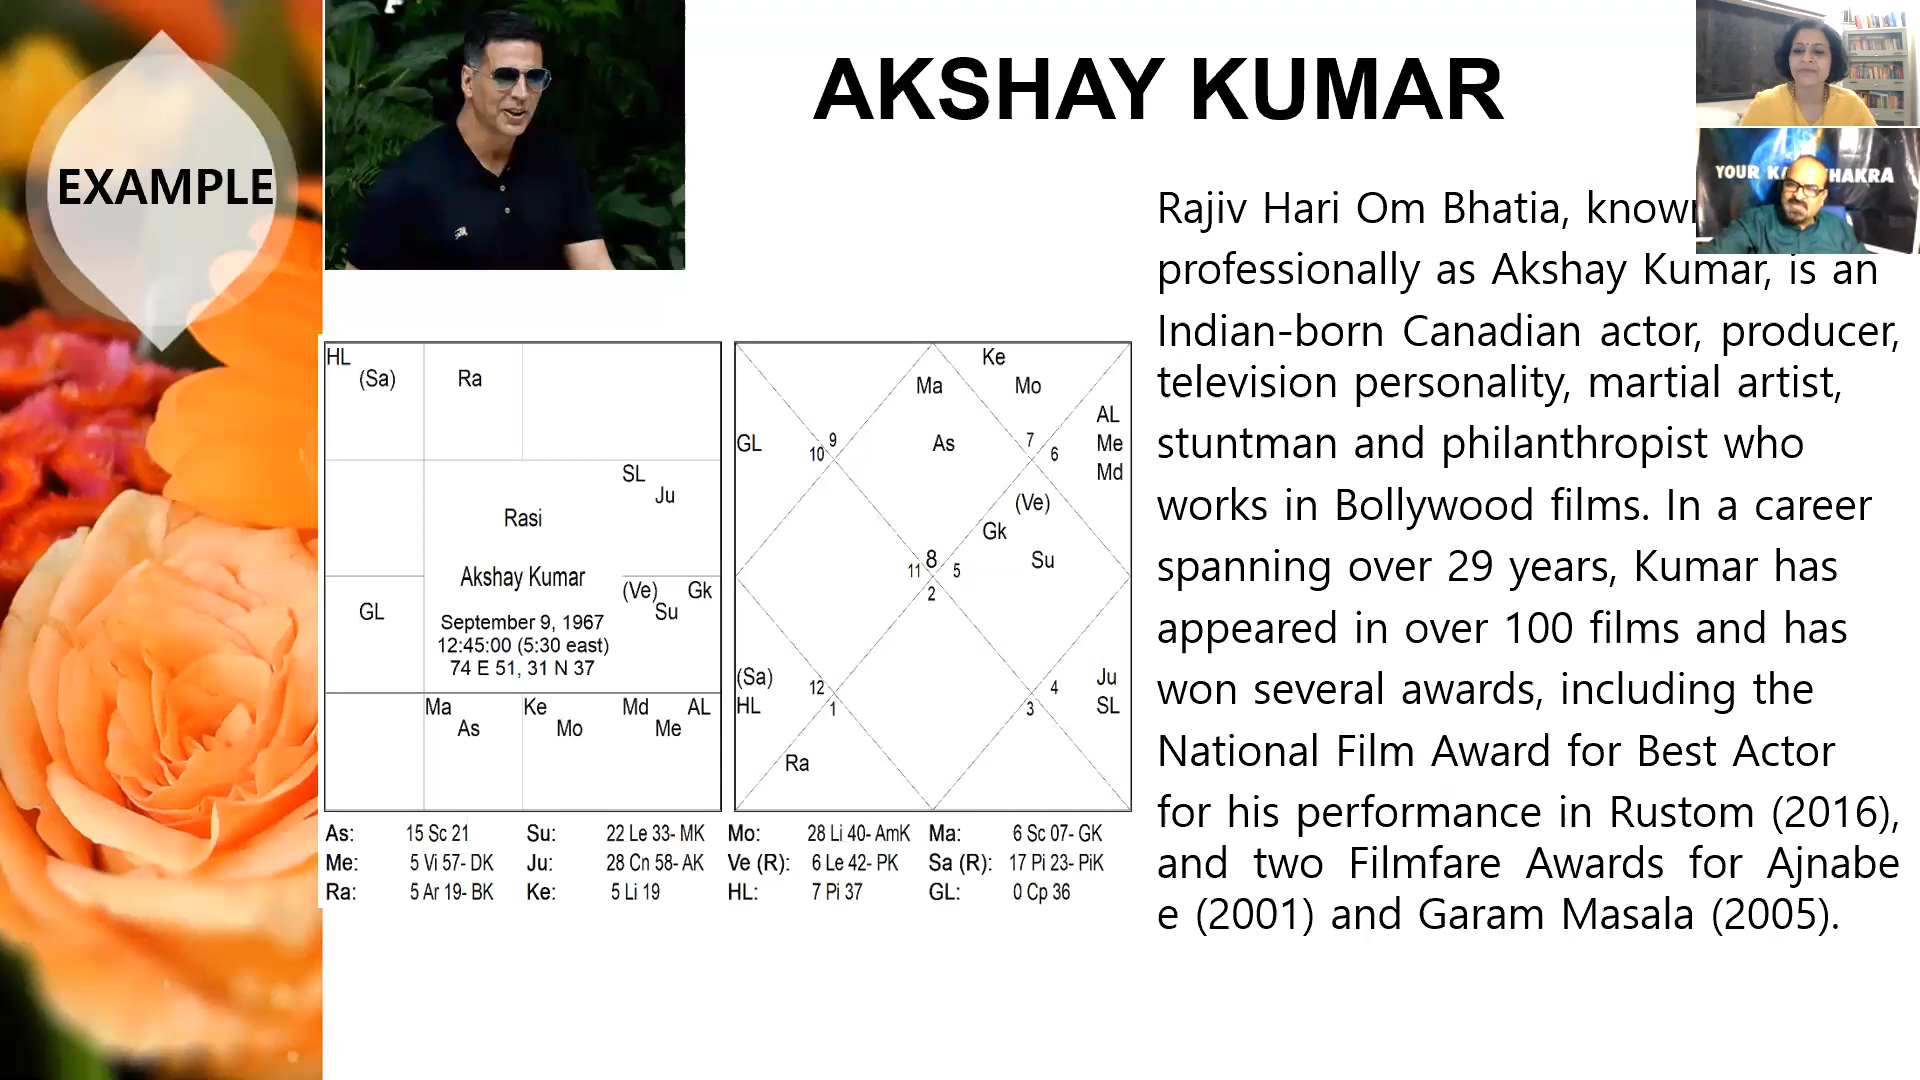 EXAMPLE
AKSHAY KUMAR
YOUR KA HAKRA
Rajiv Hari Om Bhatia, known
professionally as Akshay Kumar, is an
Indian-born Canadian actor, producer,
television personality, martial artist,
stuntman and philanthropist who
works in Bollywood films. In a career
spanning over 29 years, Kumar has
appeared in over 100 films and has
won several awards, including the
National Film Award for Best Actor
for his performance in Rustom (2016),
and two Filmfare Awards for Ajnabe
e (2001) and Garam Masala (2005).
HL
(Sa)
Ra
SL
Ju
Rasi
Akshay Kumar
September 9, 1967
12:45:00 (5:30 east)
74 E 51, 31 N 37
GL
(Ve) Gk
Su
Ma
As
Ke
Mo
Md AL
Me
Ke
Ma Mo
AL
GL 10 9 As 7 6 Me
Md
(Ve)
Gk
8 Su
11 5
2
(Sa) 12 4 Ju
HL 1 3 SL
Ra
As: 15 Sc 21 Su: 22 Le 33- MK Mo: 28 Li 40- AmK Ma: 6 Sc 07- GK
Me: 5 Vi 57- DK Ju: 28 Cn 58- AK Ve (R): 6 Le 42- PK Sa (R): 17 Pi 23- PiK
Ra: 5 Ar 19- BK Ke: 5 Li 19 HL: 7 Pi 37 GL: 0 Cp 36